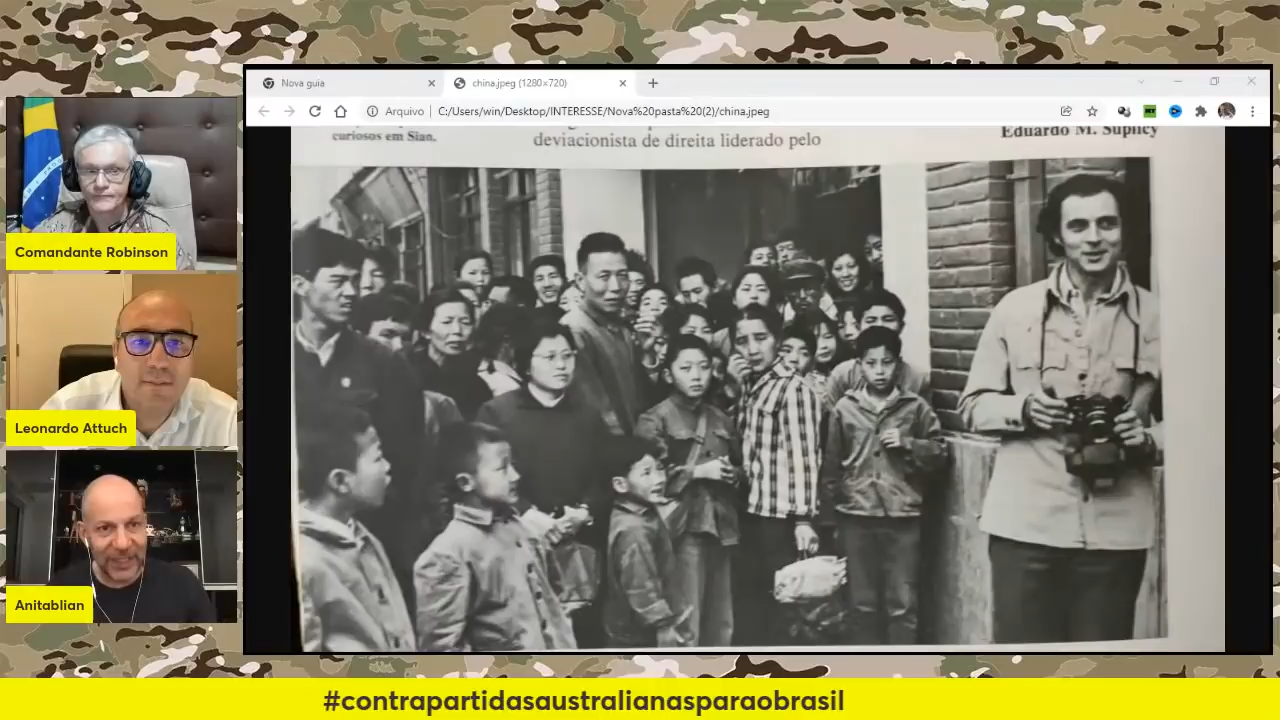 Nova guia
china.jpeg (1280×720)
Arquivo
C:/Users/win/Desktop/INTERESSE/Nova%20pasta%20(2)/china.jpeg
curiosos em Sian.
deviacionista de direita liderado pelo
Eduardo M. Suplicy
Comandante Robinson
Leonardo Attuch
Anitablian
#contrapartidasaustralianasparaobrasil